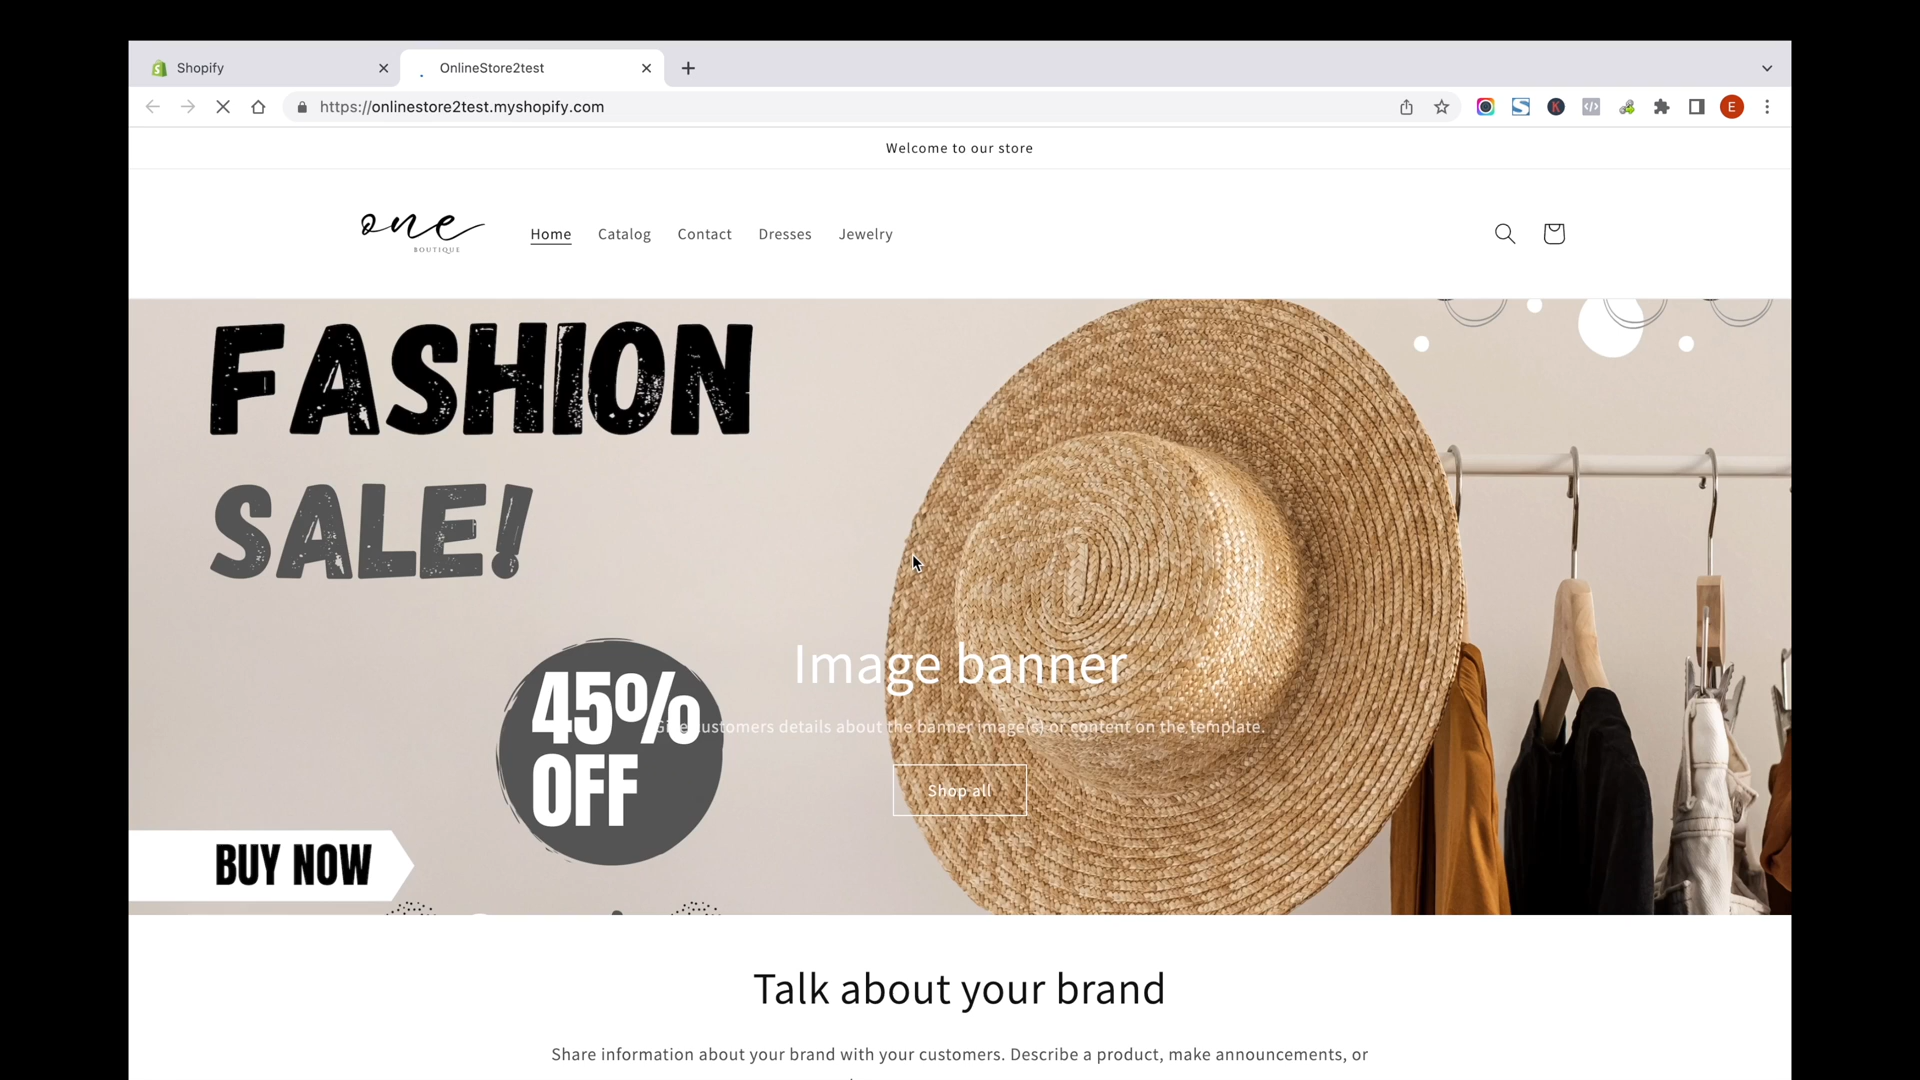 Shopify
OnlineStore2test
https://onlinestore2test.myshopify.com
E
Welcome to our store
one
BOUTIQUE
Home Catalog Contact Dresses Jewelry
FASHION
SALE!
Image banner
45%
OFF
Give customers details about the banner image(s) or content on the template.
Shop all
BUY NOW
Talk about your brand
Share information about your brand with your customers. Describe a product, make announcements, or